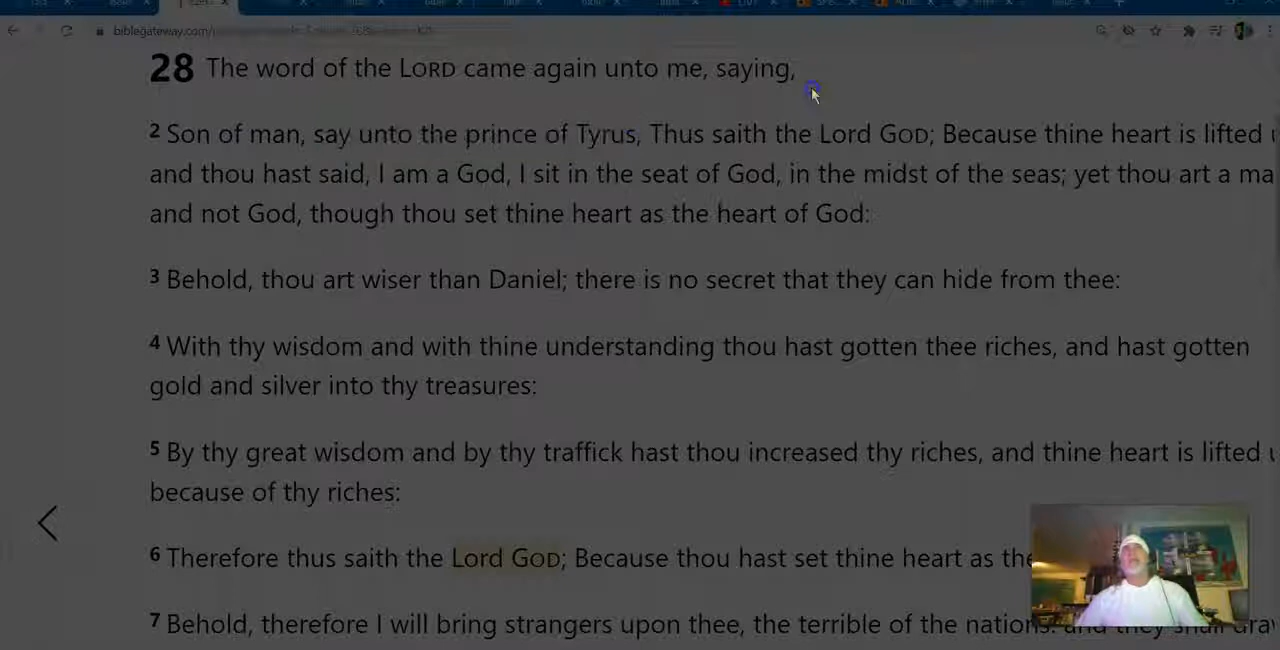 biblegateway.com/
28 The word of the LORD came again unto me, saying,
2 Son of man, say unto the prince of Tyrus, Thus saith the Lord GOD; Because thine heart is lifted
and thou hast said, I am a God, I sit in the seat of God, in the midst of the seas; yet thou art a ma
and not God, though thou set thine heart as the heart of God:
3 Behold, thou art wiser than Daniel; there is no secret that they can hide from thee:
4 With thy wisdom and with thine understanding thou hast gotten thee riches, and hast gotten
gold and silver into thy treasures:
5 By thy great wisdom and by thy traffick hast thou increased thy riches, and thine heart is lifted
because of thy riches:
6 Therefore thus saith the Lord GOD; Because thou hast set thine heart as the
7 Behold, therefore I will bring strangers upon thee, the terrible of the nations: and they shall draw